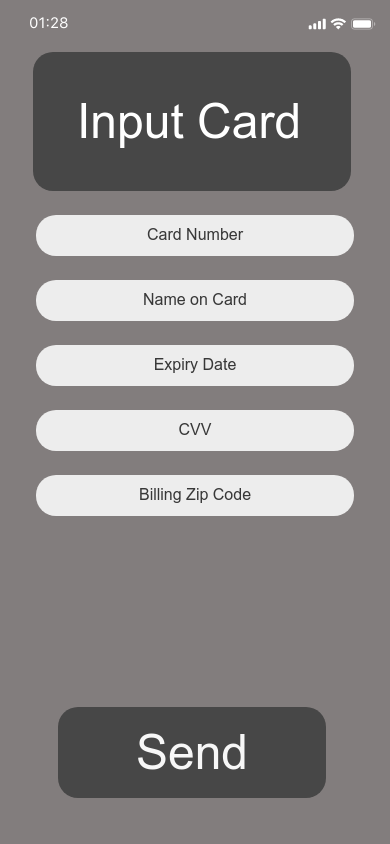 01:28
Input Card
Card Number
Name on Card
Expiry Date
CVV
Billing Zip Code
Send